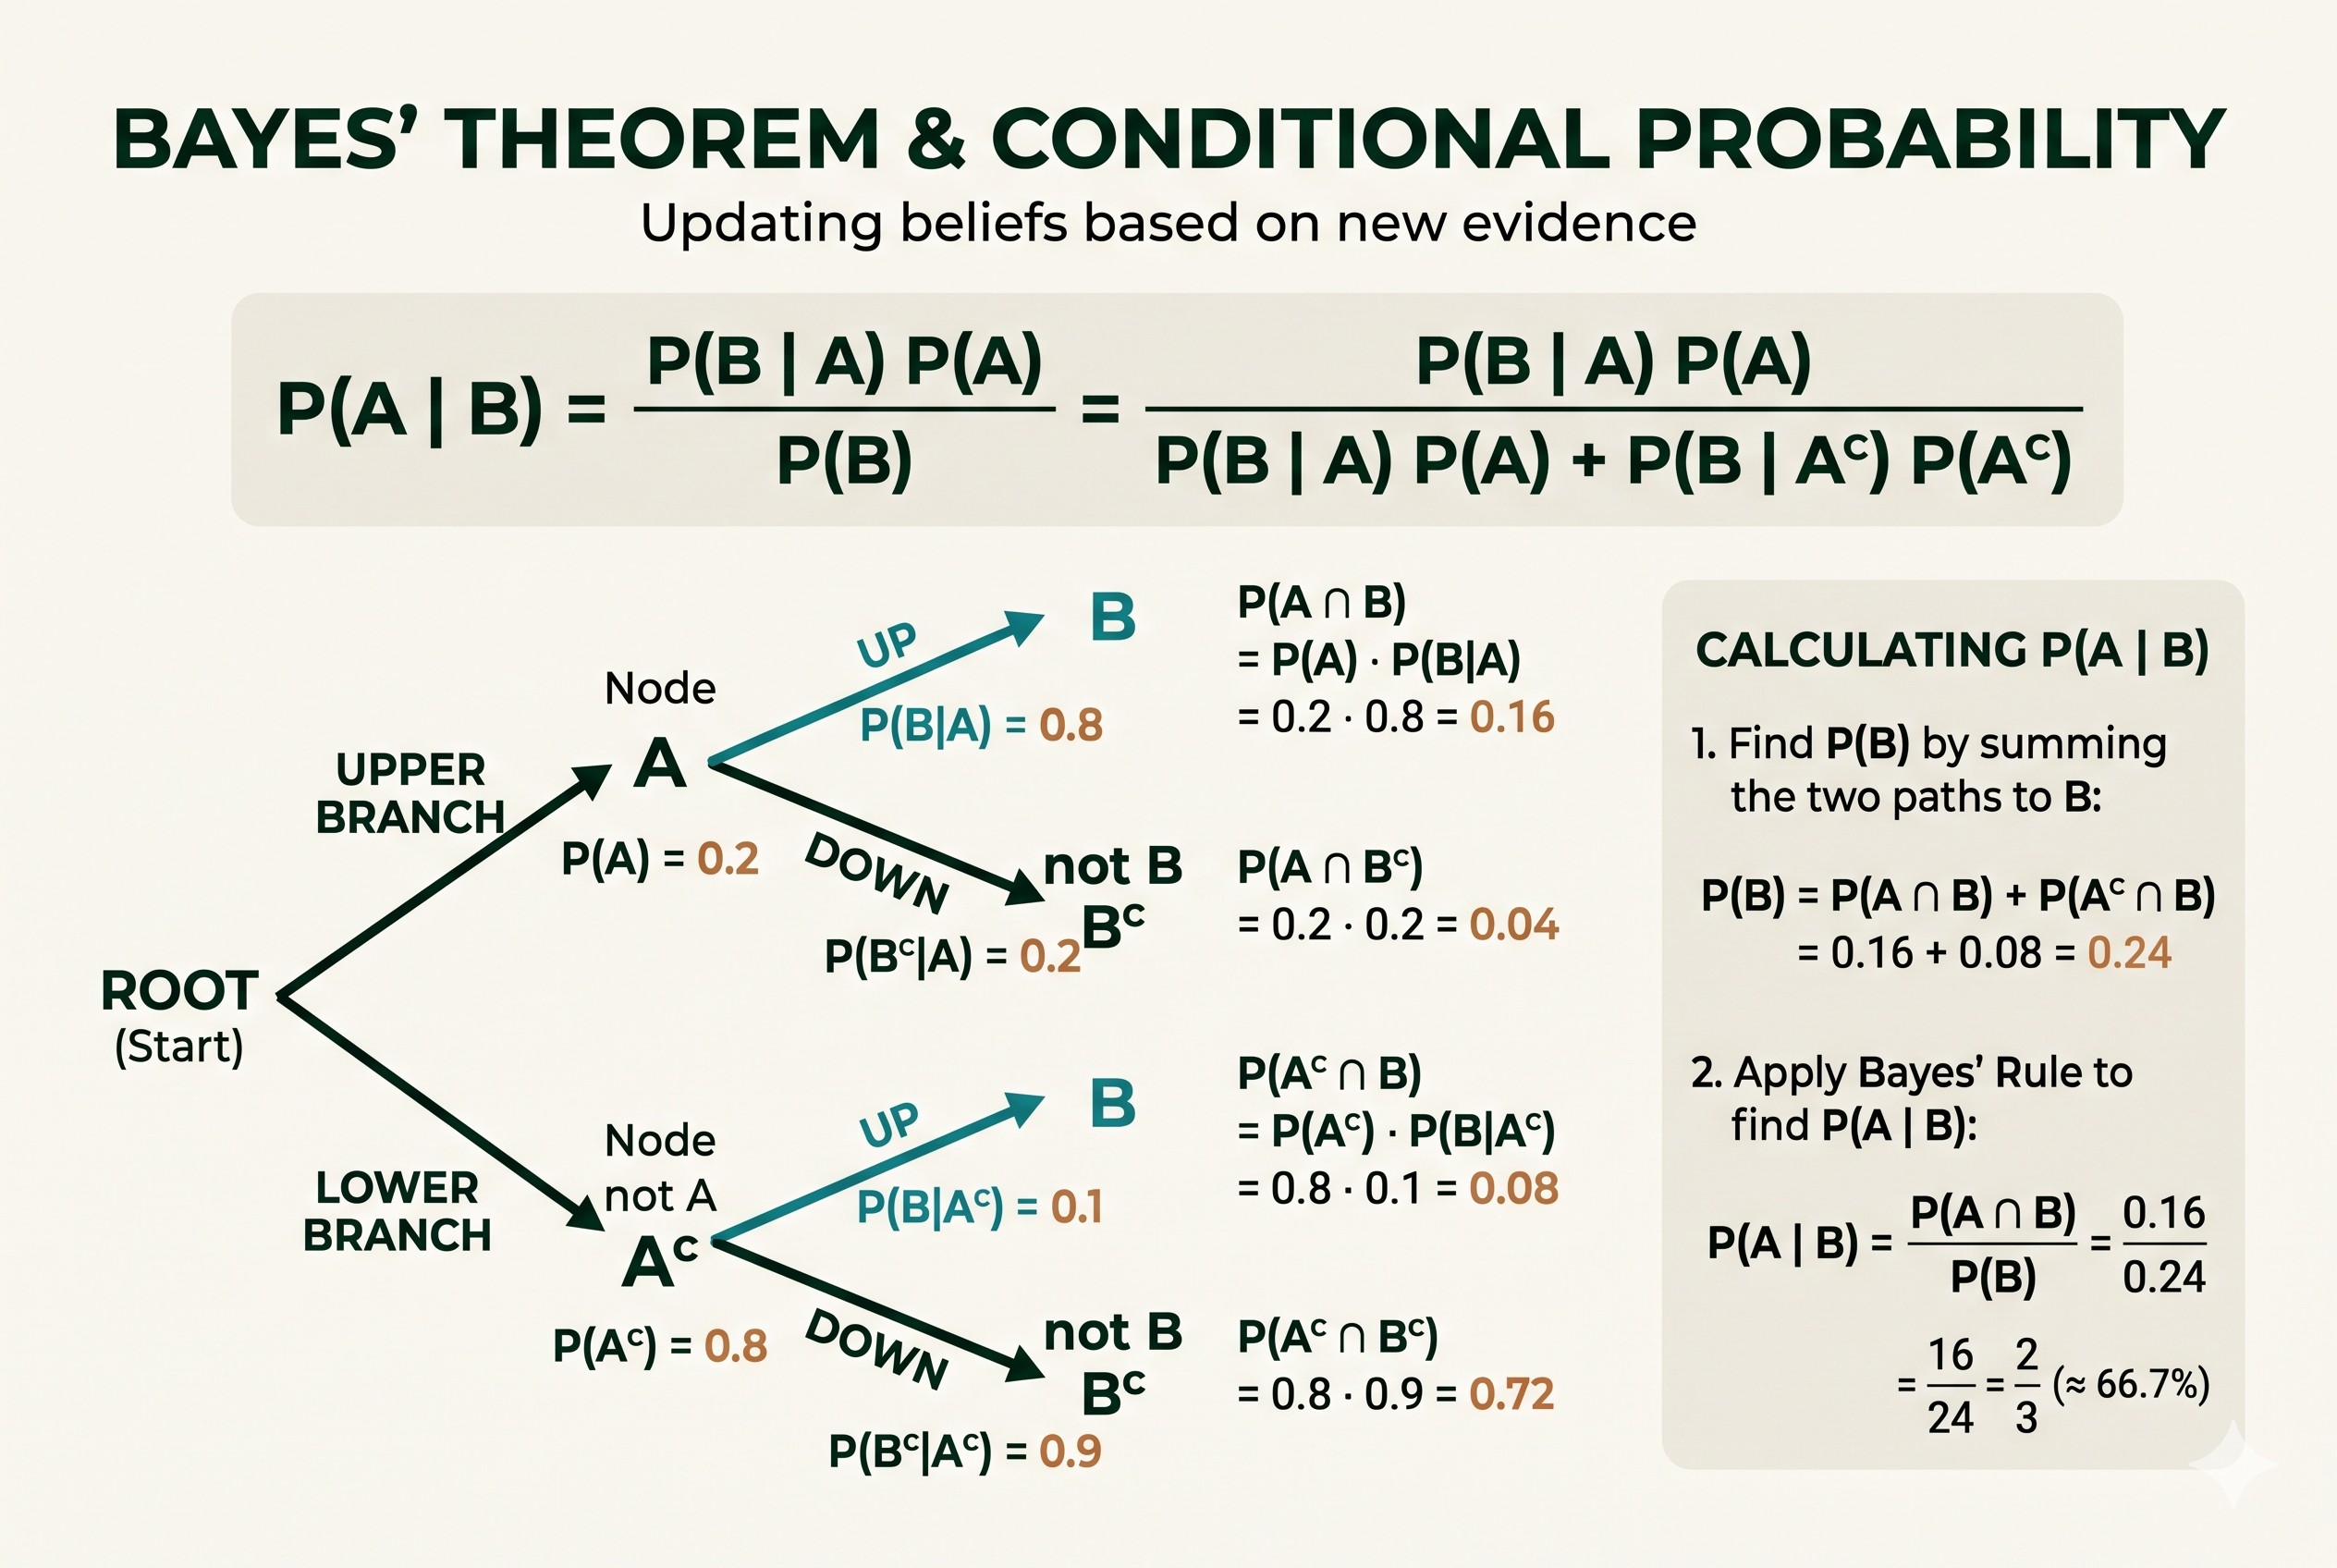 BAYES’ THEOREM & CONDITIONAL PROBABILITY
Updating beliefs based on new evidence
P(A | B) = P(B | A) P(A) / P(B) = P(B | A) P(A) / P(B | A) P(A) + P(B | Aᶜ) P(Aᶜ)
ROOT
(Start)
UPPER
BRANCH
Node
A
P(A) = 0.2
UP
P(B|A) = 0.8
B
P(A ∩ B)
= P(A) · P(B|A)
= 0.2 · 0.8 = 0.16
DOWN
P(Bᶜ|A) = 0.2
not B
Bᶜ
P(A ∩ Bᶜ)
= 0.2 · 0.2 = 0.04
LOWER
BRANCH
Node
not A
Aᶜ
P(Aᶜ) = 0.8
UP
P(B|Aᶜ) = 0.1
B
P(Aᶜ ∩ B)
= P(Aᶜ) · P(B|Aᶜ)
= 0.8 · 0.1 = 0.08
DOWN
P(Bᶜ|Aᶜ) = 0.9
not B
Bᶜ
P(Aᶜ ∩ Bᶜ)
= 0.8 · 0.9 = 0.72
CALCULATING P(A | B)
1. Find P(B) by summing
the two paths to B:
P(B) = P(A ∩ B) + P(Aᶜ ∩ B)
= 0.16 + 0.08 = 0.24
2. Apply Bayes’ Rule to
find P(A | B):
P(A | B) = P(A ∩ B) / P(B) = 0.16 / 0.24
= 16 / 24 = 2 / 3 (≈ 66.7%)